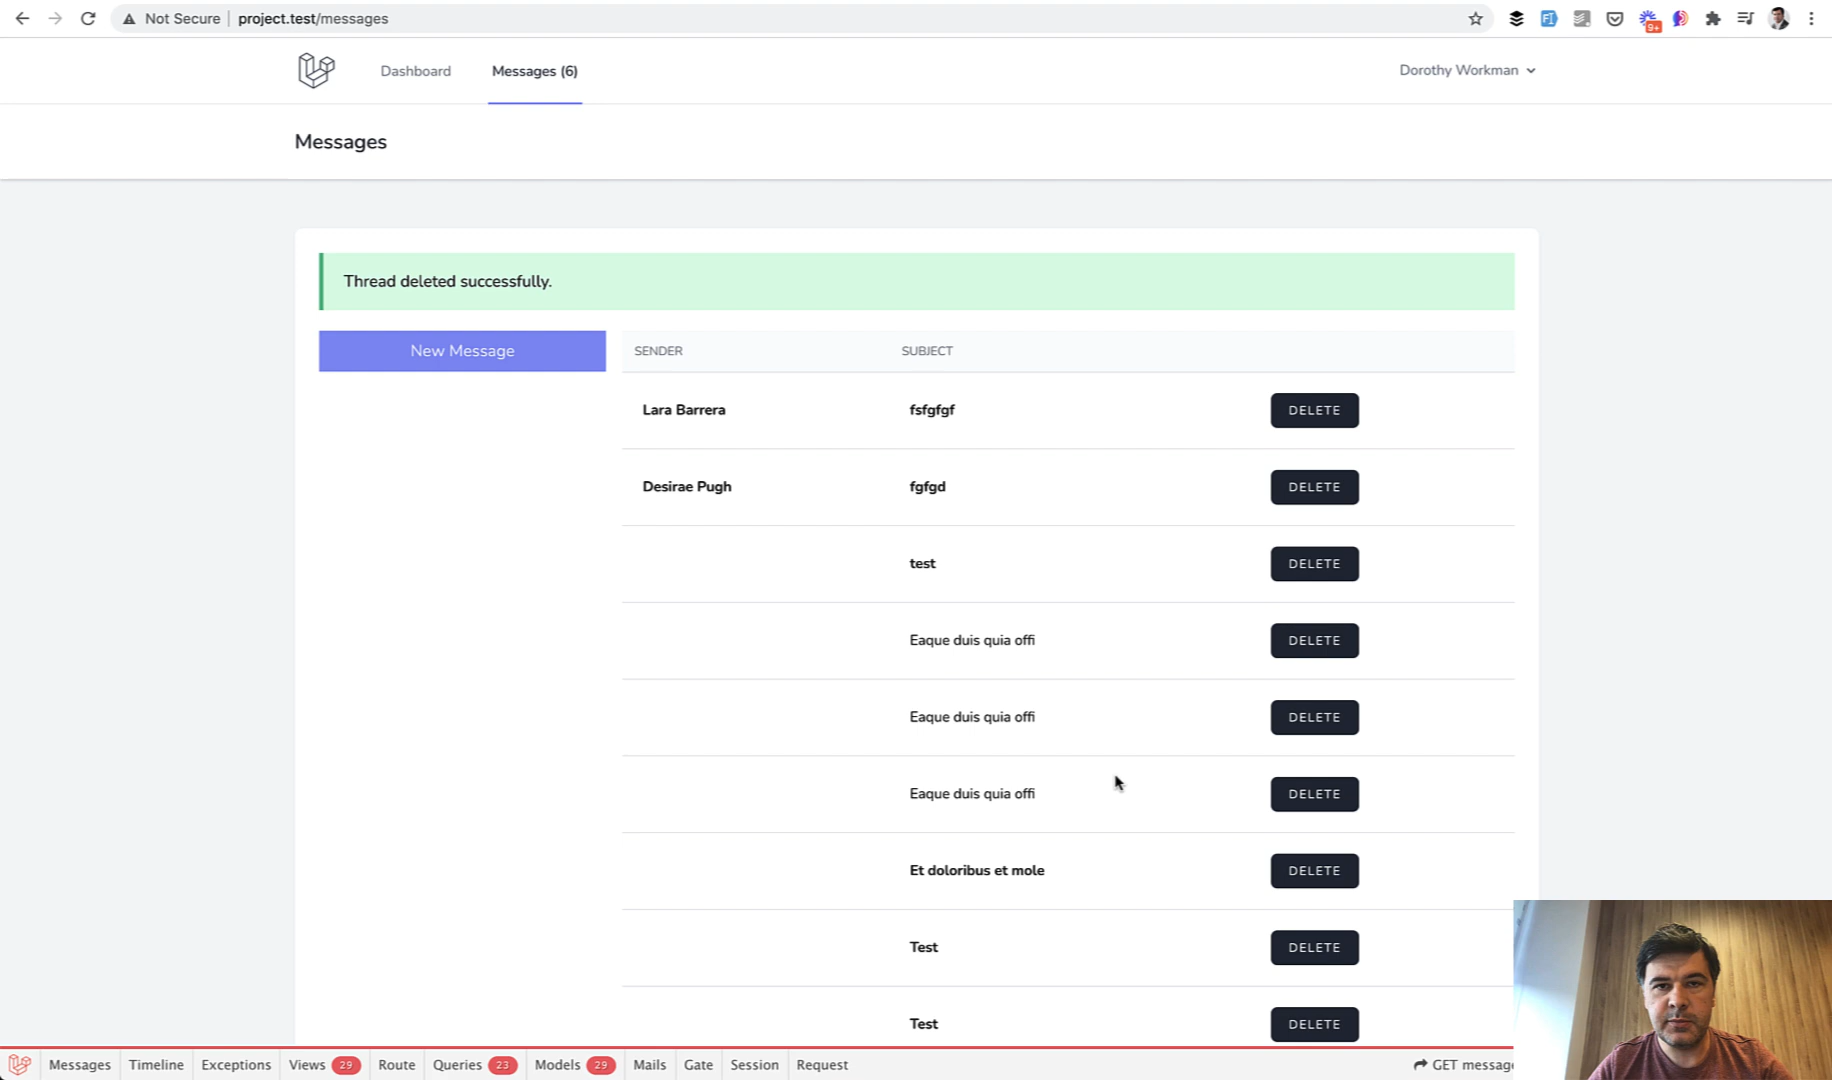 Not Secure project.test/messages
9+
Dashboard Messages (6) Dorothy Workman
Messages
Thread deleted successfully.
New Message SENDER SUBJECT
Lara Barrera fsfgfgf DELETE
Desirae Pugh fgfgd DELETE
test DELETE
Eaque duis quia offi DELETE
Eaque duis quia offi DELETE
Eaque duis quia offi DELETE
Et doloribus et mole DELETE
Test DELETE
Test DELETE
Messages Timeline Exceptions Views 29 Route Queries 23 Models 29 Mails Gate Session Request GET message